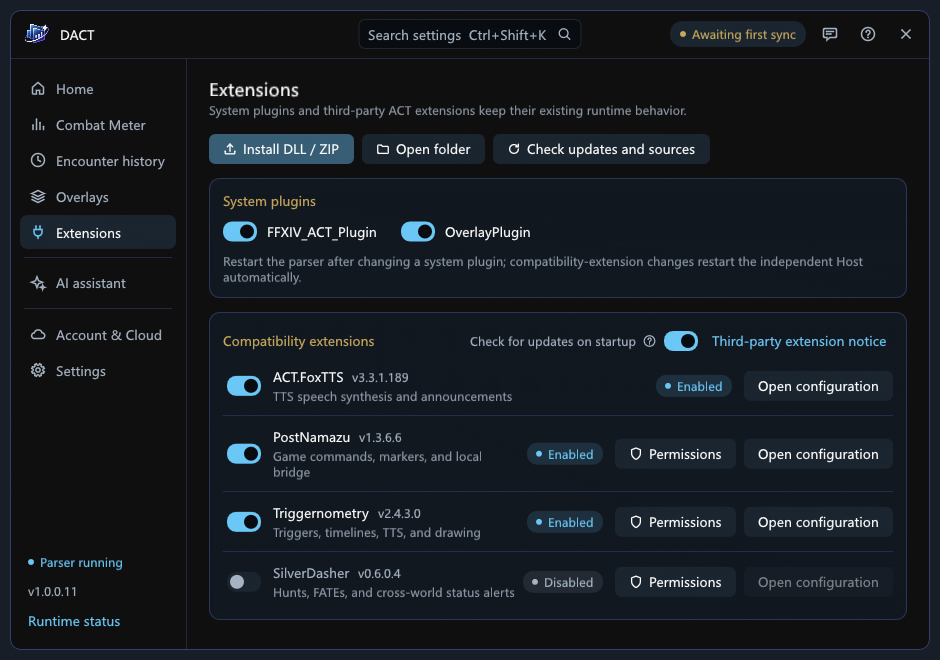 DACT
Search settings Ctrl+Shift+K
Awaiting first sync
Home
Combat Meter
Encounter history
Overlays
Extensions
AI assistant
Account & Cloud
Settings
Parser running
v1.0.0.11
Runtime status
Extensions
System plugins and third-party ACT extensions keep their existing runtime behavior.
Install DLL / ZIP
Open folder
Check updates and sources
System plugins
FFXIV_ACT_Plugin
OverlayPlugin
Restart the parser after changing a system plugin; compatibility-extension changes restart the independent Host
automatically.
Compatibility extensions
Check for updates on startup
Third-party extension notice
ACT.FoxTTS v3.3.1.189
TTS speech synthesis and announcements
Enabled
Open configuration
PostNamazu v1.3.6.6
Game commands, markers, and local
bridge
Enabled
Permissions
Open configuration
Triggernometry v2.4.3.0
Triggers, timelines, TTS, and drawing
Enabled
Permissions
Open configuration
SilverDasher v0.6.0.4
Hunts, FATEs, and cross-world status alerts
Disabled
Permissions
Open configuration